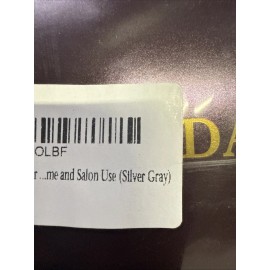 OLBF
r ...me and Salon Use (Silver Gray)
DA